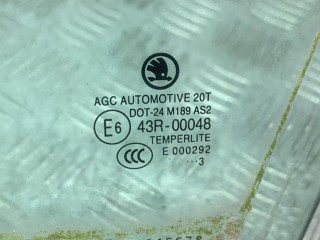 AGC AUTOMOTIVE 20T
DOT-24 M189 AS2
E6 43R-00048
TEMPERLITE
CCC E 000292
···3